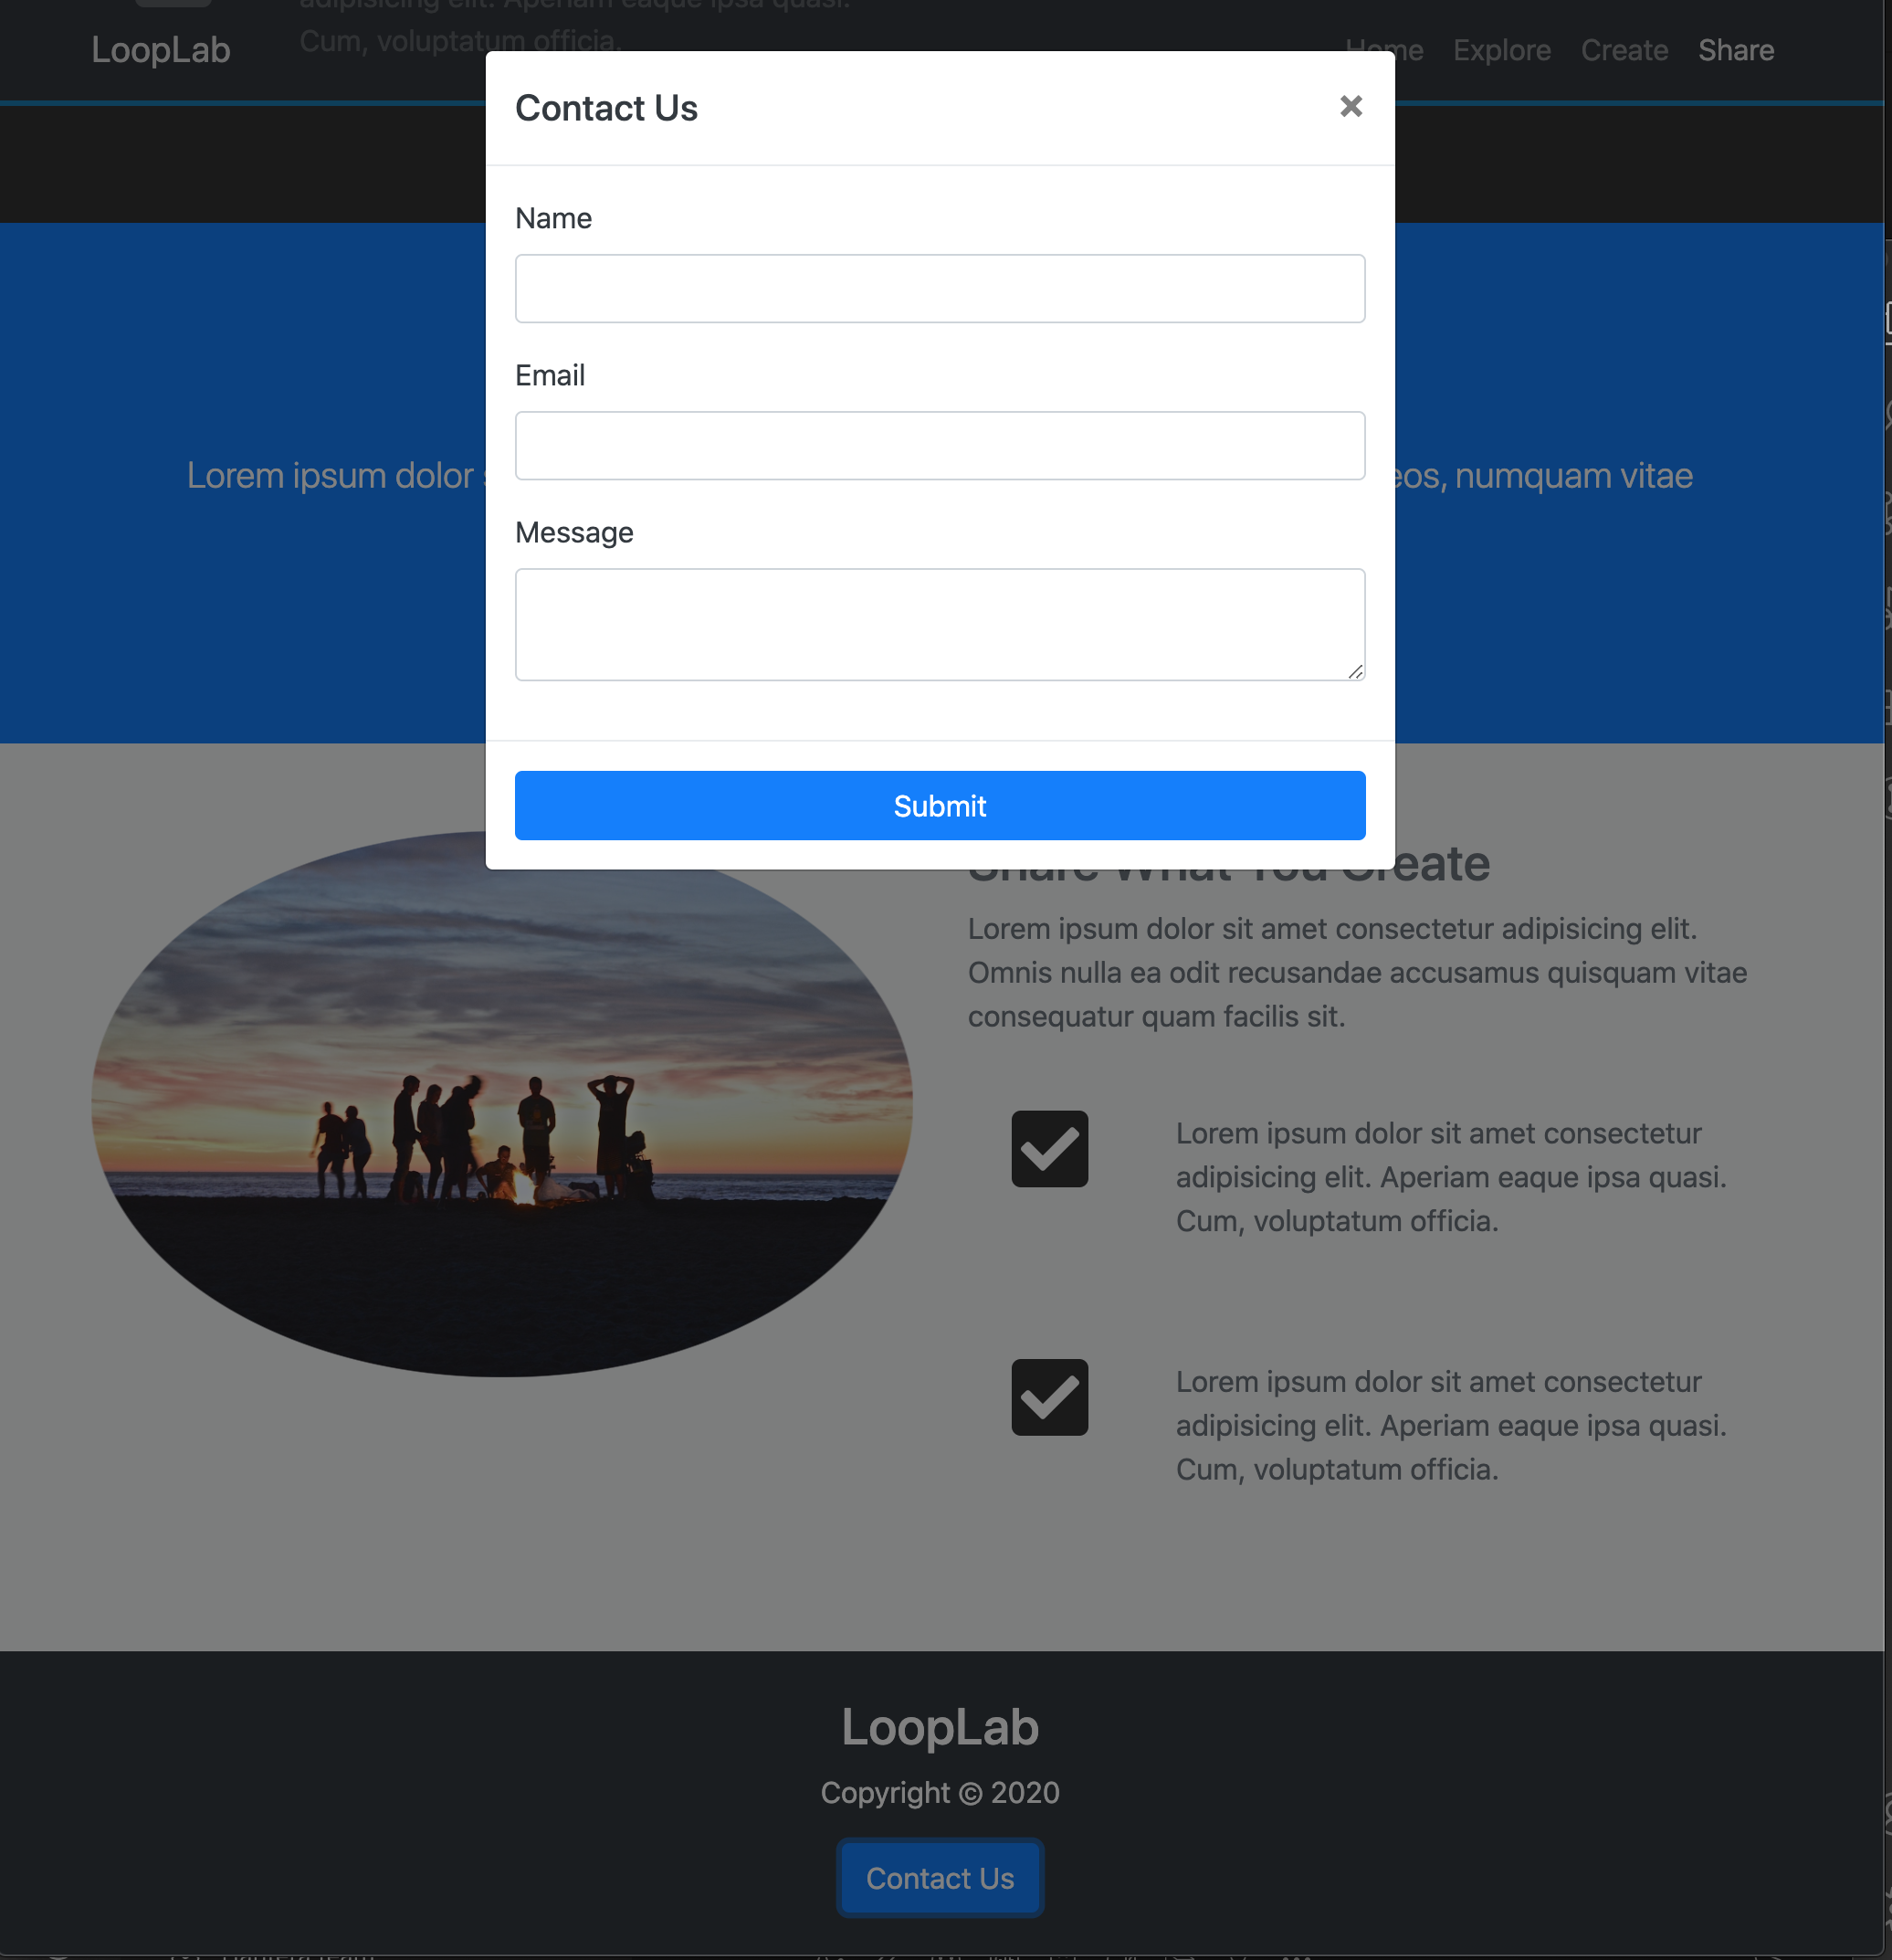 adipisicing elit. Aperiam eaque ipsa quasi.
Cum, voluptatum officia.
LoopLab
Home Explore Create Share
Contact Us
×
Name
Email
Message
Submit
Lorem ipsum dolor
eos, numquam vitae
Share What You Create
Lorem ipsum dolor sit amet consectetur adipisicing elit.
Omnis nulla ea odit recusandae accusamus quisquam vitae
consequatur quam facilis sit.
Lorem ipsum dolor sit amet consectetur
adipisicing elit. Aperiam eaque ipsa quasi.
Cum, voluptatum officia.
Lorem ipsum dolor sit amet consectetur
adipisicing elit. Aperiam eaque ipsa quasi.
Cum, voluptatum officia.
LoopLab
Copyright © 2020
Contact Us